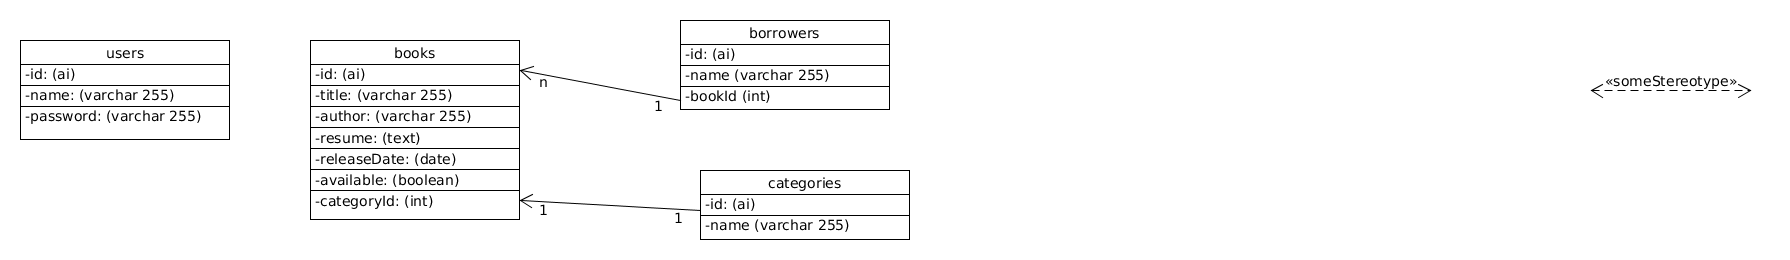 users
-id: (ai)
-name: (varchar 255)
-password: (varchar 255)
books
-id: (ai)
-title: (varchar 255)
-author: (varchar 255)
-resume: (text)
-releaseDate: (date)
-available: (boolean)
-categoryId: (int)
n
1
borrowers
-id: (ai)
-name (varchar 255)
-bookId (int)
1
1
categories
-id: (ai)
-name (varchar 255)
«someStereotype»